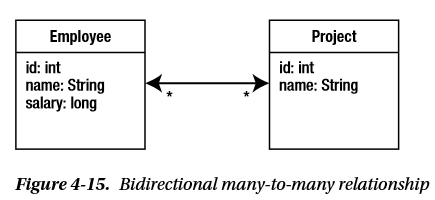 Employee
id: int
name: String
salary: long
* *
Project
id: int
name: String
Figure 4-15. Bidirectional many-to-many relationship